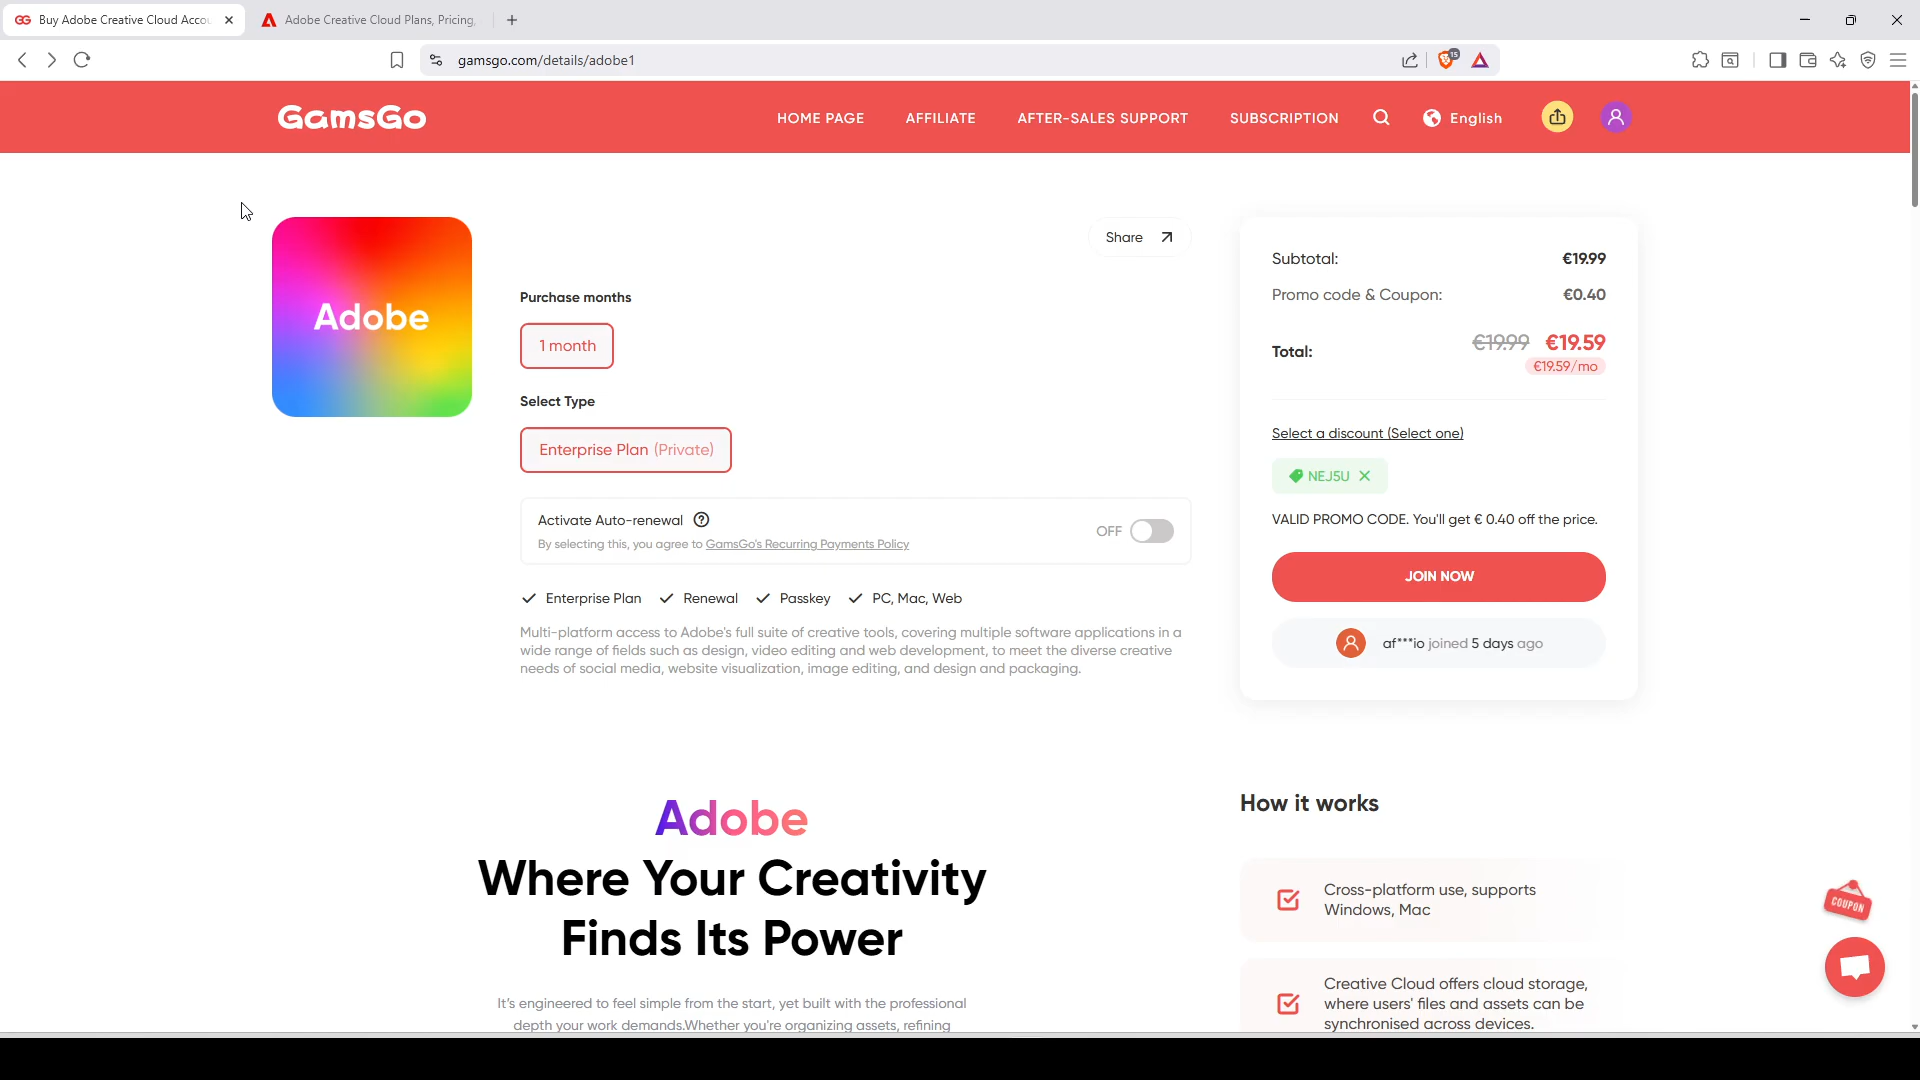 Buy Adobe Creative Cloud Accou
Adobe Creative Cloud Plans, Pricing,
gamsgo.com/details/adobe1
15
GamsGo
HOME PAGE
AFFILIATE
AFTER-SALES SUPPORT
SUBSCRIPTION
English
Adobe
Share
Purchase months
1 month
Select Type
Enterprise Plan (Private)
Activate Auto-renewal
By selecting this, you agree to GamsGo's Recurring Payments Policy
OFF
Enterprise Plan
Renewal
Passkey
PC, Mac, Web
Multi-platform access to Adobe's full suite of creative tools, covering multiple software applications in a
wide range of fields such as design, video editing and web development, to meet the diverse creative
needs of social media, website visualization, image editing, and design and packaging.
Subtotal: €19.99
Promo code & Coupon: €0.40
Total: €19.99 €19.59
€19.59/mo
Select a discount (Select one)
NEJ5U
VALID PROMO CODE. You'll get € 0.40 off the price.
JOIN NOW
af***io joined 5 days ago
Adobe
Where Your Creativity
Finds Its Power
It's engineered to feel simple from the start, yet built with the professional
depth your work demands.Whether you're organizing assets, refining
How it works
Cross-platform use, supports
Windows, Mac
Creative Cloud offers cloud storage,
where users' files and assets can be
synchronised across devices.
COUPON